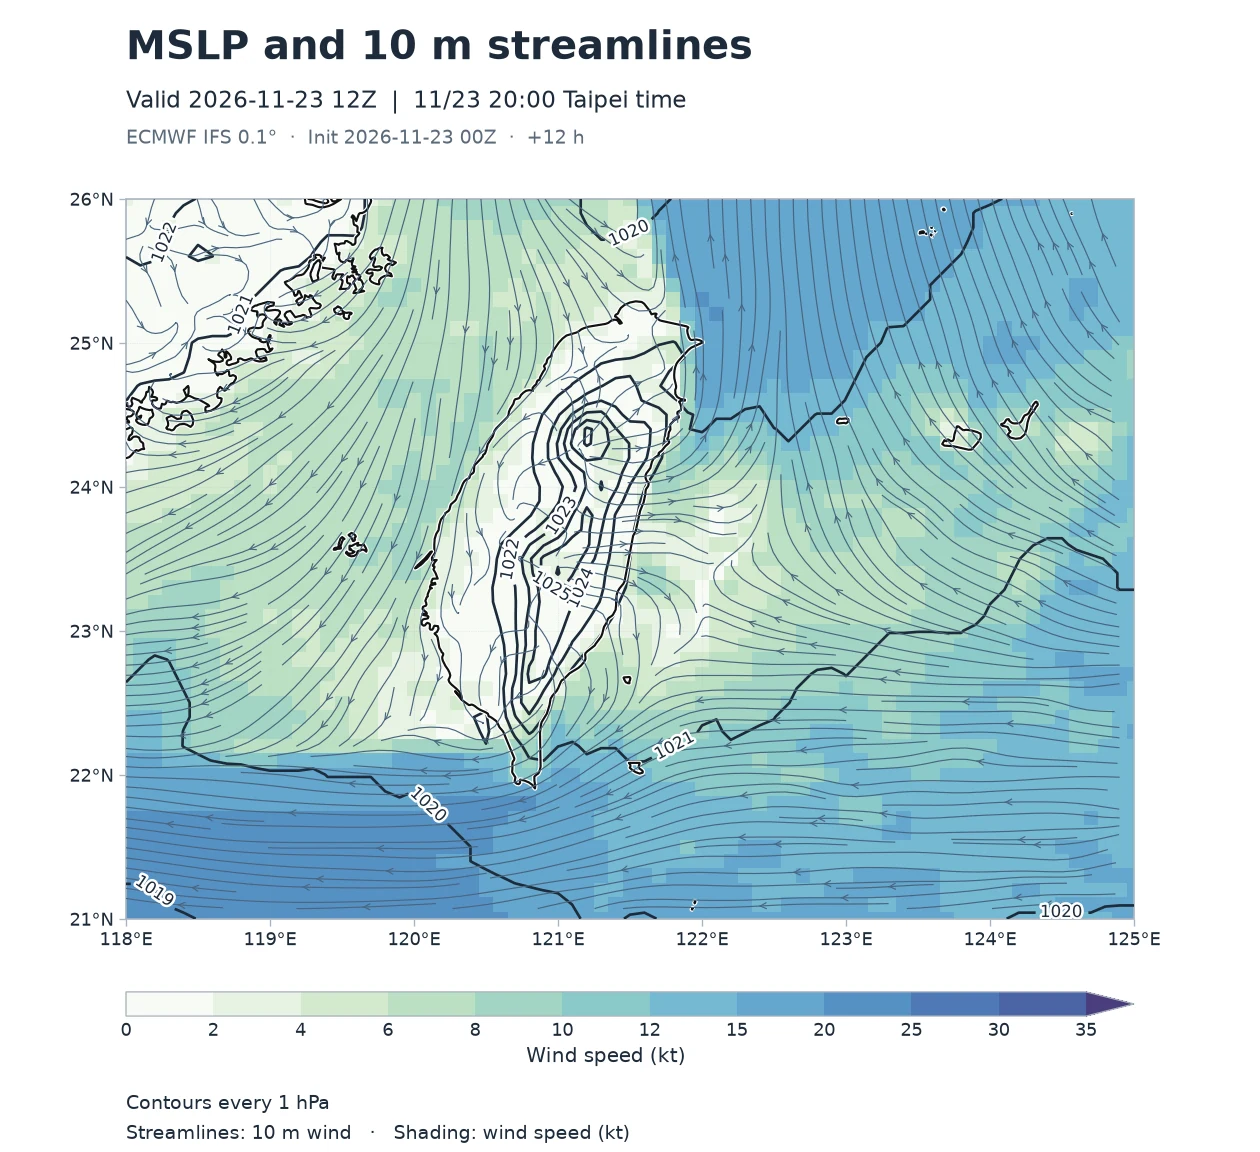 MSLP and 10 m streamlines
Valid 2026-11-23 12Z | 11/23 20:00 Taipei time
ECMWF IFS 0.1° · Init 2026-11-23 00Z · +12 h
26°N
1022
1020
1021
25°N
24°N
1023
1022
1025
1024
23°N
1021
22°N
1020
1019
1020
21°N
118°E 119°E 120°E 121°E 122°E 123°E 124°E 125°E
0 2 4 6 8 10 12 15 20 25 30 35
Wind speed (kt)
Contours every 1 hPa
Streamlines: 10 m wind · Shading: wind speed (kt)